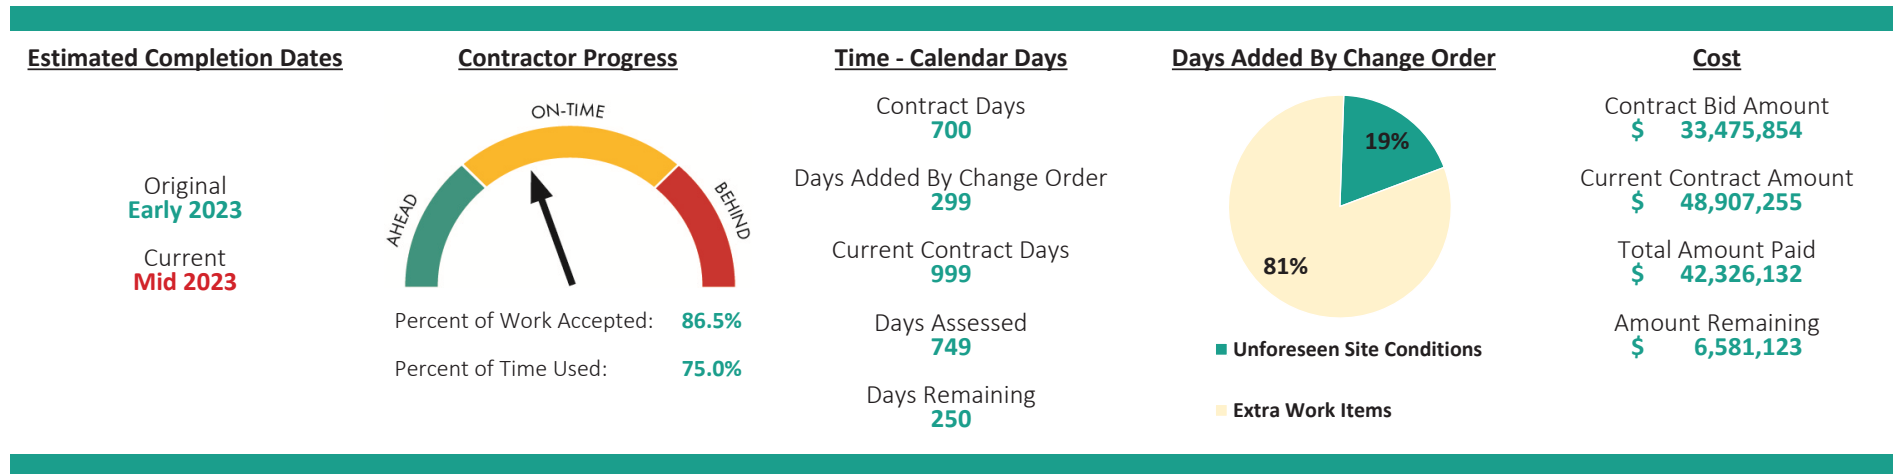 Estimated Completion Dates
Original
Early 2023
Current
Mid 2023
Contractor Progress
AHEAD
ON-TIME
BEHIND
Percent of Work Accepted: 86.5%
Percent of Time Used: 75.0%
Time - Calendar Days
Contract Days
700
Days Added By Change Order
299
Current Contract Days
999
Days Assessed
749
Days Remaining
250
Days Added By Change Order
19%
81%
Unforeseen Site Conditions
Extra Work Items
Cost
Contract Bid Amount
$ 33,475,854
Current Contract Amount
$ 48,907,255
Total Amount Paid
$ 42,326,132
Amount Remaining
$ 6,581,123